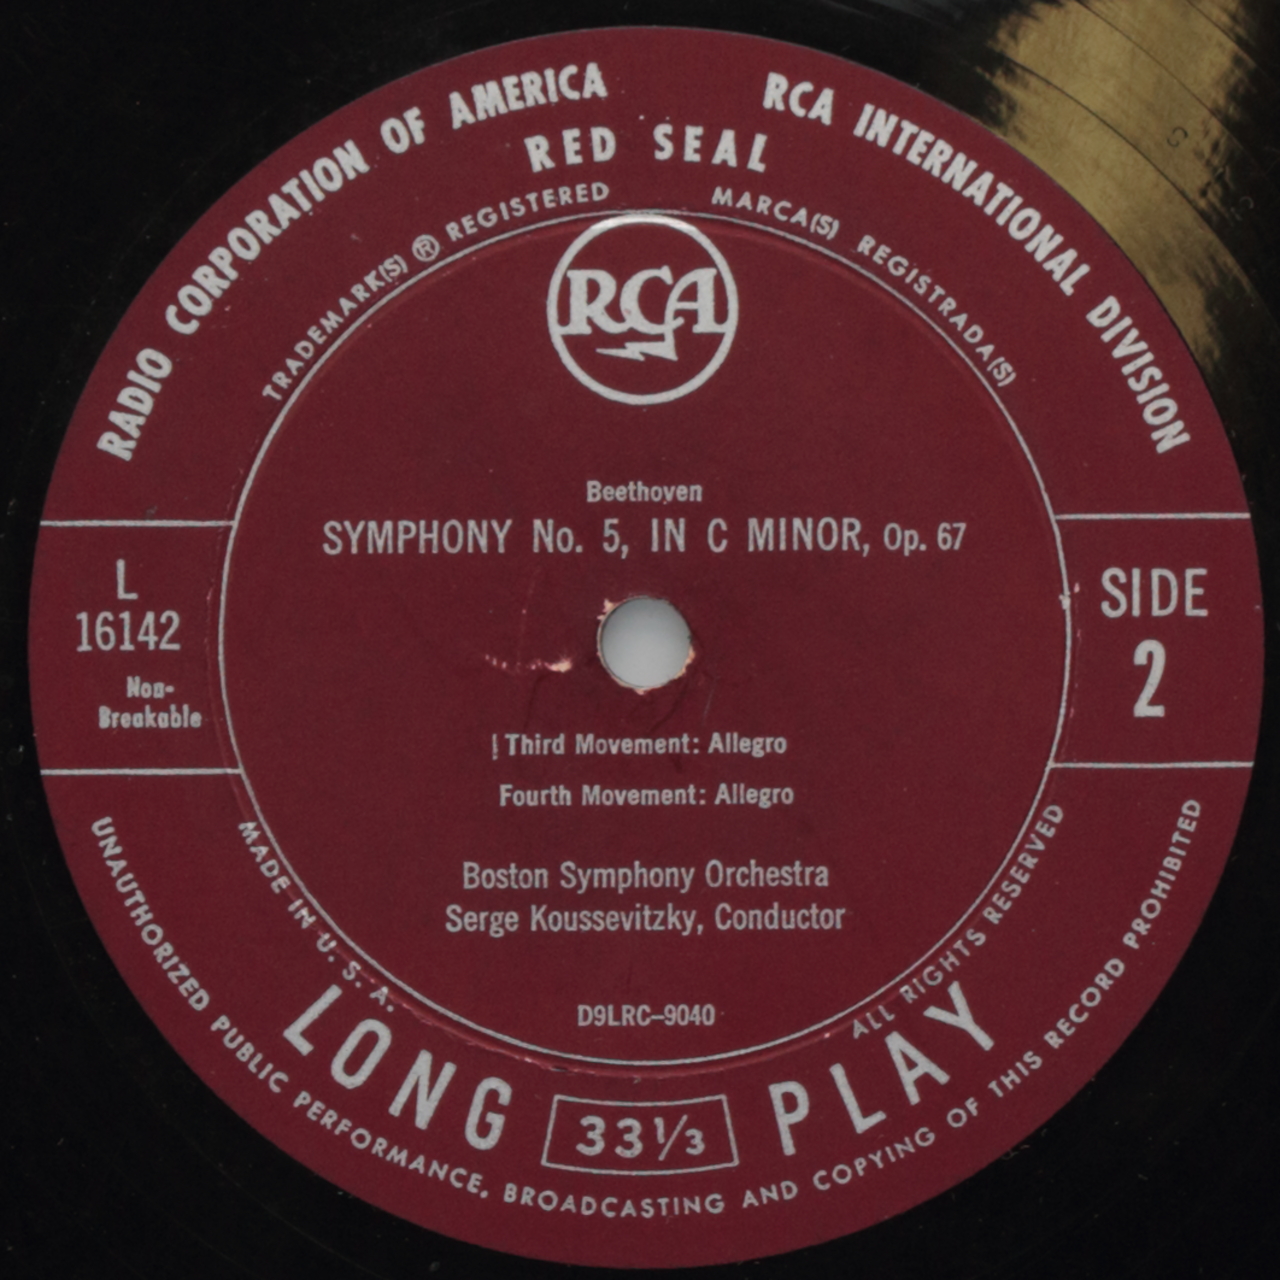 RADIO CORPORATION OF AMERICA
RCA INTERNATIONAL DIVISION
RED SEAL
TRADEMARK(S) ® REGISTERED
MARCA(S) REGISTRADA(S)
RCA
Beethoven
SYMPHONY No. 5, IN C MINOR, Op. 67
L
16142
Non-
Breakable
SIDE
2
Third Movement: Allegro
Fourth Movement: Allegro
Boston Symphony Orchestra
Serge Koussevitzky, Conductor
D9LRC-9040
MADE IN U. S. A.
ALL RIGHTS RESERVED
LONG 33 1/3 PLAY
UNAUTHORIZED PUBLIC PERFORMANCE, BROADCASTING AND COPYING OF THIS RECORD PROHIBITED